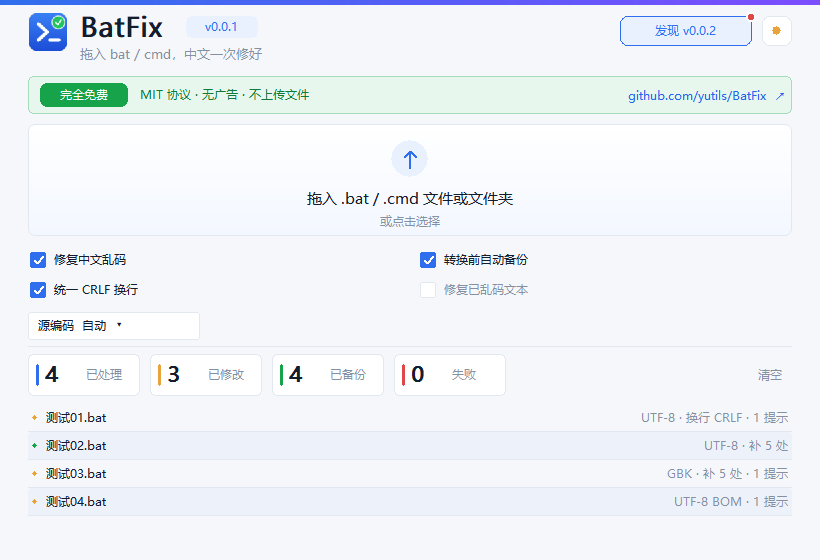 BatFix v0.0.1
发现 v0.0.2
拖入 bat / cmd，中文一次修好
完全免费 MIT 协议 · 无广告 · 不上传文件 github.com/yutils/BatFix ↗
拖入 .bat / .cmd 文件或文件夹
或点击选择
修复中文乱码 转换前自动备份
统一 CRLF 换行 修复已乱码文本
源编码 自动
4 已处理 3 已修改 4 已备份 0 失败 清空
测试01.bat UTF-8 · 换行 CRLF · 1 提示
测试02.bat UTF-8 · 补 5 处
测试03.bat GBK · 补 5 处 · 1 提示
测试04.bat UTF-8 BOM · 1 提示